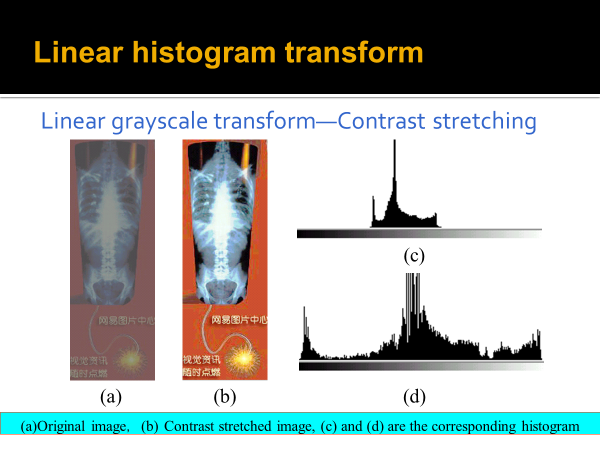 Linear histogram transform
Linear grayscale transform—Contrast stretching
网易图片中心
视觉资讯
随时点燃
网易图片中心
视觉资讯
随时点燃
(a)
(b)
(c)
(d)
(a)Original image, (b) Contrast stretched image, (c) and (d) are the corresponding histogram